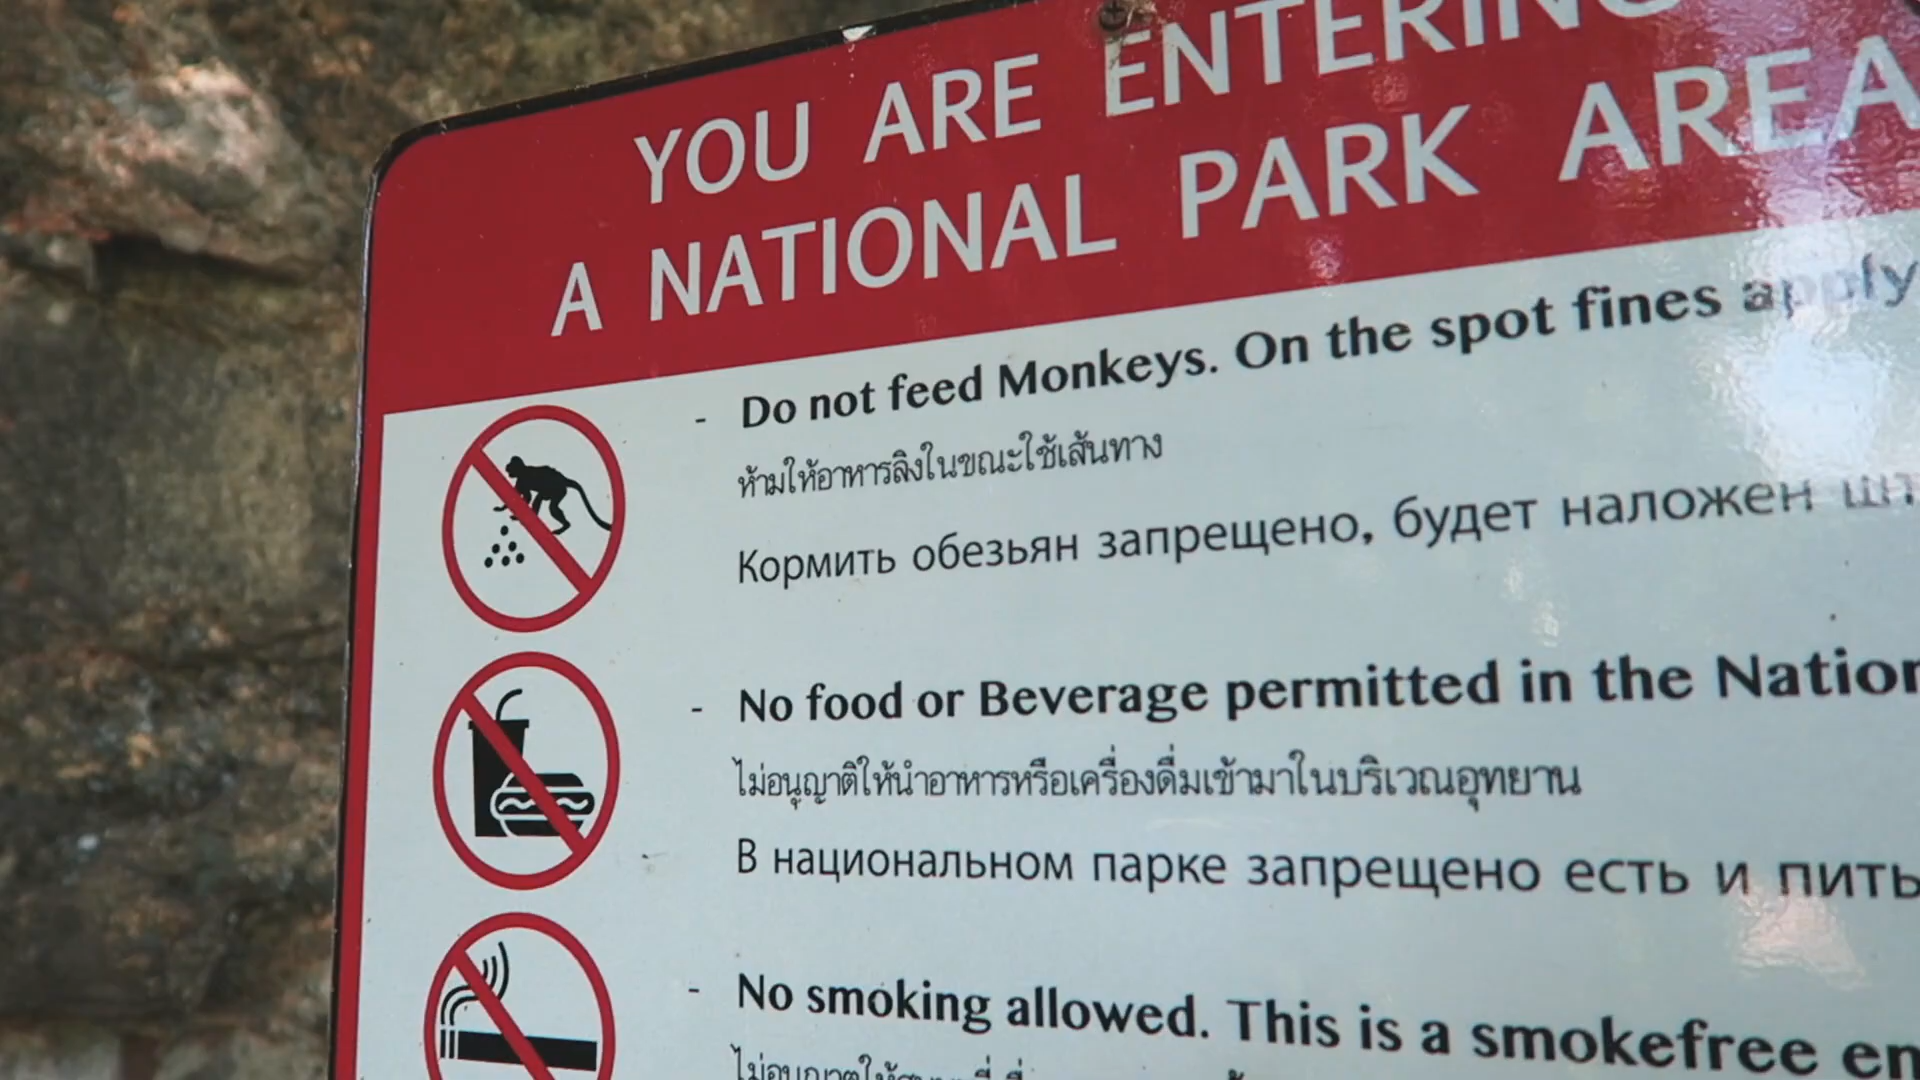 YOU ARE ENTERING
A NATIONAL PARK AREA
- Do not feed Monkeys. On the spot fines apply
ห้ามให้อาหารลิงในขณะใช้เส้นทาง
Кормить обезьян запрещено, будет наложен
- No food or Beverage permitted in the
ไม่อนูญาติให้นำอาหารหรือเครื่องดื่มเข้ามาในบริเวณอุทยาน
В национальном парке запрещено есть и пить
- No smoking allowed. This is a smokefree